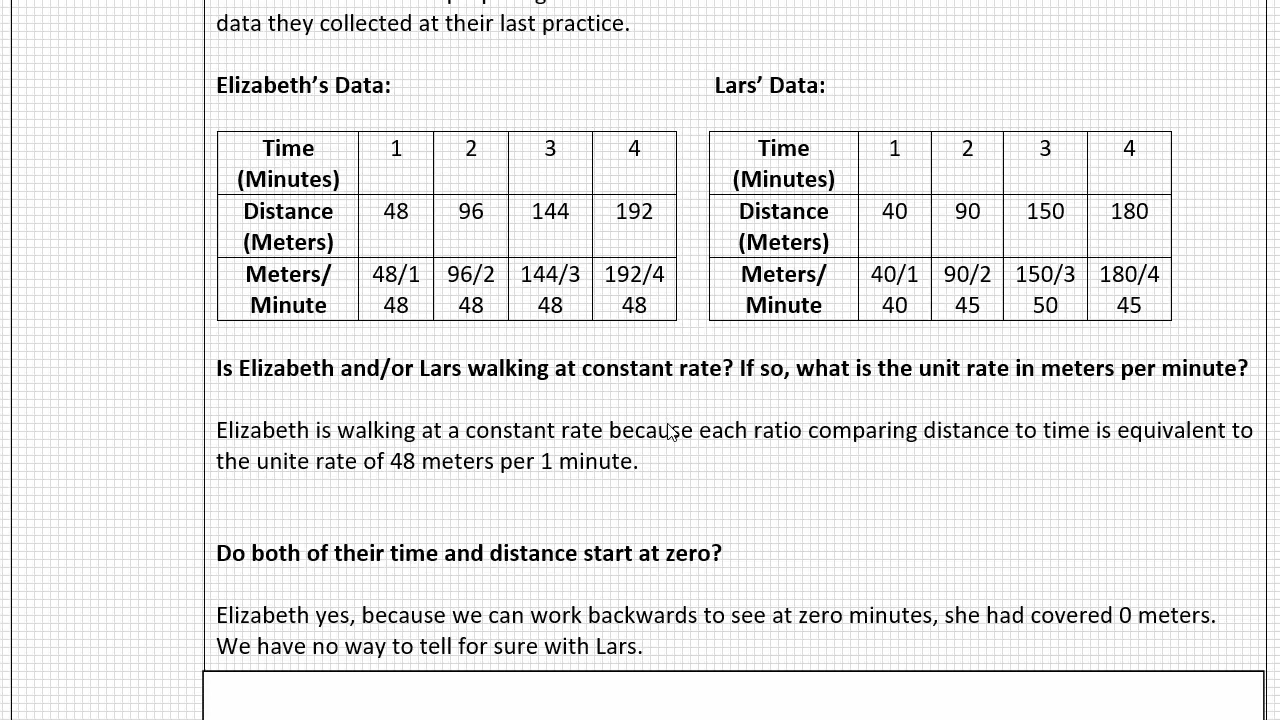 data they collected at their last practice.
Elizabeth’s Data:
Time 1 2 3 4
(Minutes)
Distance 48 96 144 192
(Meters)
Meters/ 48/1 96/2 144/3 192/4
Minute 48 48 48 48
Lars’ Data:
Time 1 2 3 4
(Minutes)
Distance 40 90 150 180
(Meters)
Meters/ 40/1 90/2 150/3 180/4
Minute 40 45 50 45
Is Elizabeth and/or Lars walking at constant rate? If so, what is the unit rate in meters per minute?
Elizabeth is walking at a constant rate because each ratio comparing distance to time is equivalent to
the unite rate of 48 meters per 1 minute.
Do both of their time and distance start at zero?
Elizabeth yes, because we can work backwards to see at zero minutes, she had covered 0 meters.
We have no way to tell for sure with Lars.